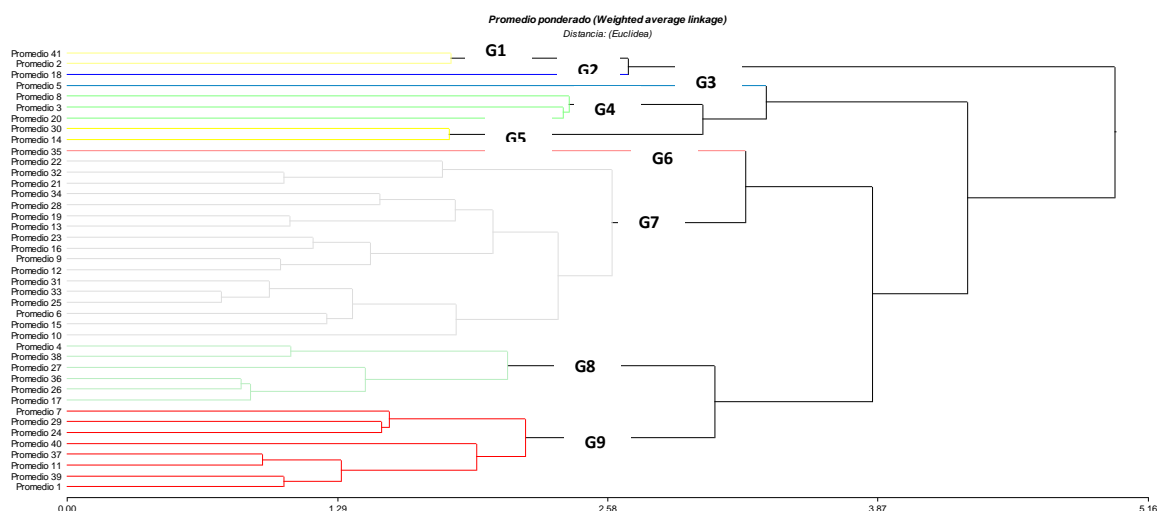 Promedio ponderado (Weighted average linkage)
Distancia: (Euclidea)
Promedio 41
Promedio 2
Promedio 18
Promedio 5
Promedio 8
Promedio 3
Promedio 20
Promedio 30
Promedio 14
Promedio 35
Promedio 22
Promedio 32
Promedio 21
Promedio 34
Promedio 28
Promedio 19
Promedio 13
Promedio 23
Promedio 16
Promedio 9
Promedio 12
Promedio 31
Promedio 33
Promedio 25
Promedio 6
Promedio 15
Promedio 10
Promedio 4
Promedio 38
Promedio 27
Promedio 36
Promedio 26
Promedio 17
Promedio 7
Promedio 29
Promedio 24
Promedio 40
Promedio 37
Promedio 11
Promedio 39
Promedio 1
G1
G2
G3
G4
G5
G6
G7
G8
G9
0.00 1.29 2.58 3.87 5.16